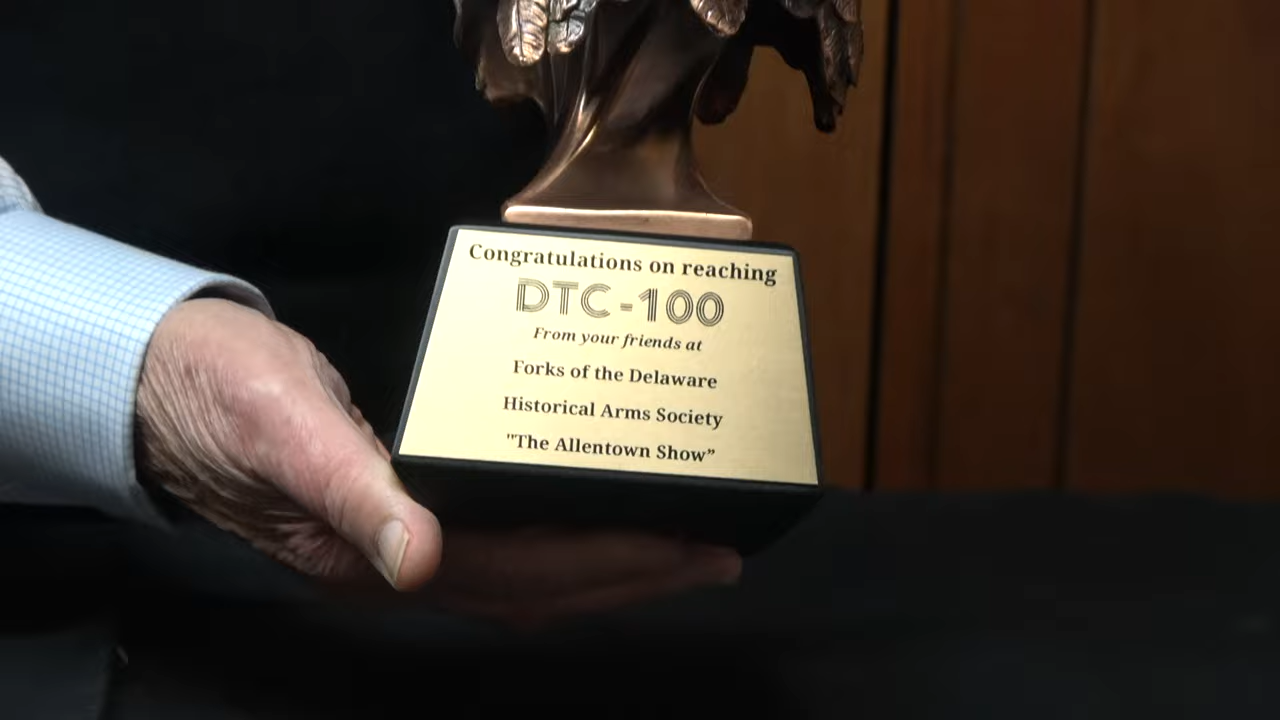 Congratulations on reaching
DTC-100
From your friends at
Forks of the Delaware
Historical Arms Society
"The Allentown Show”